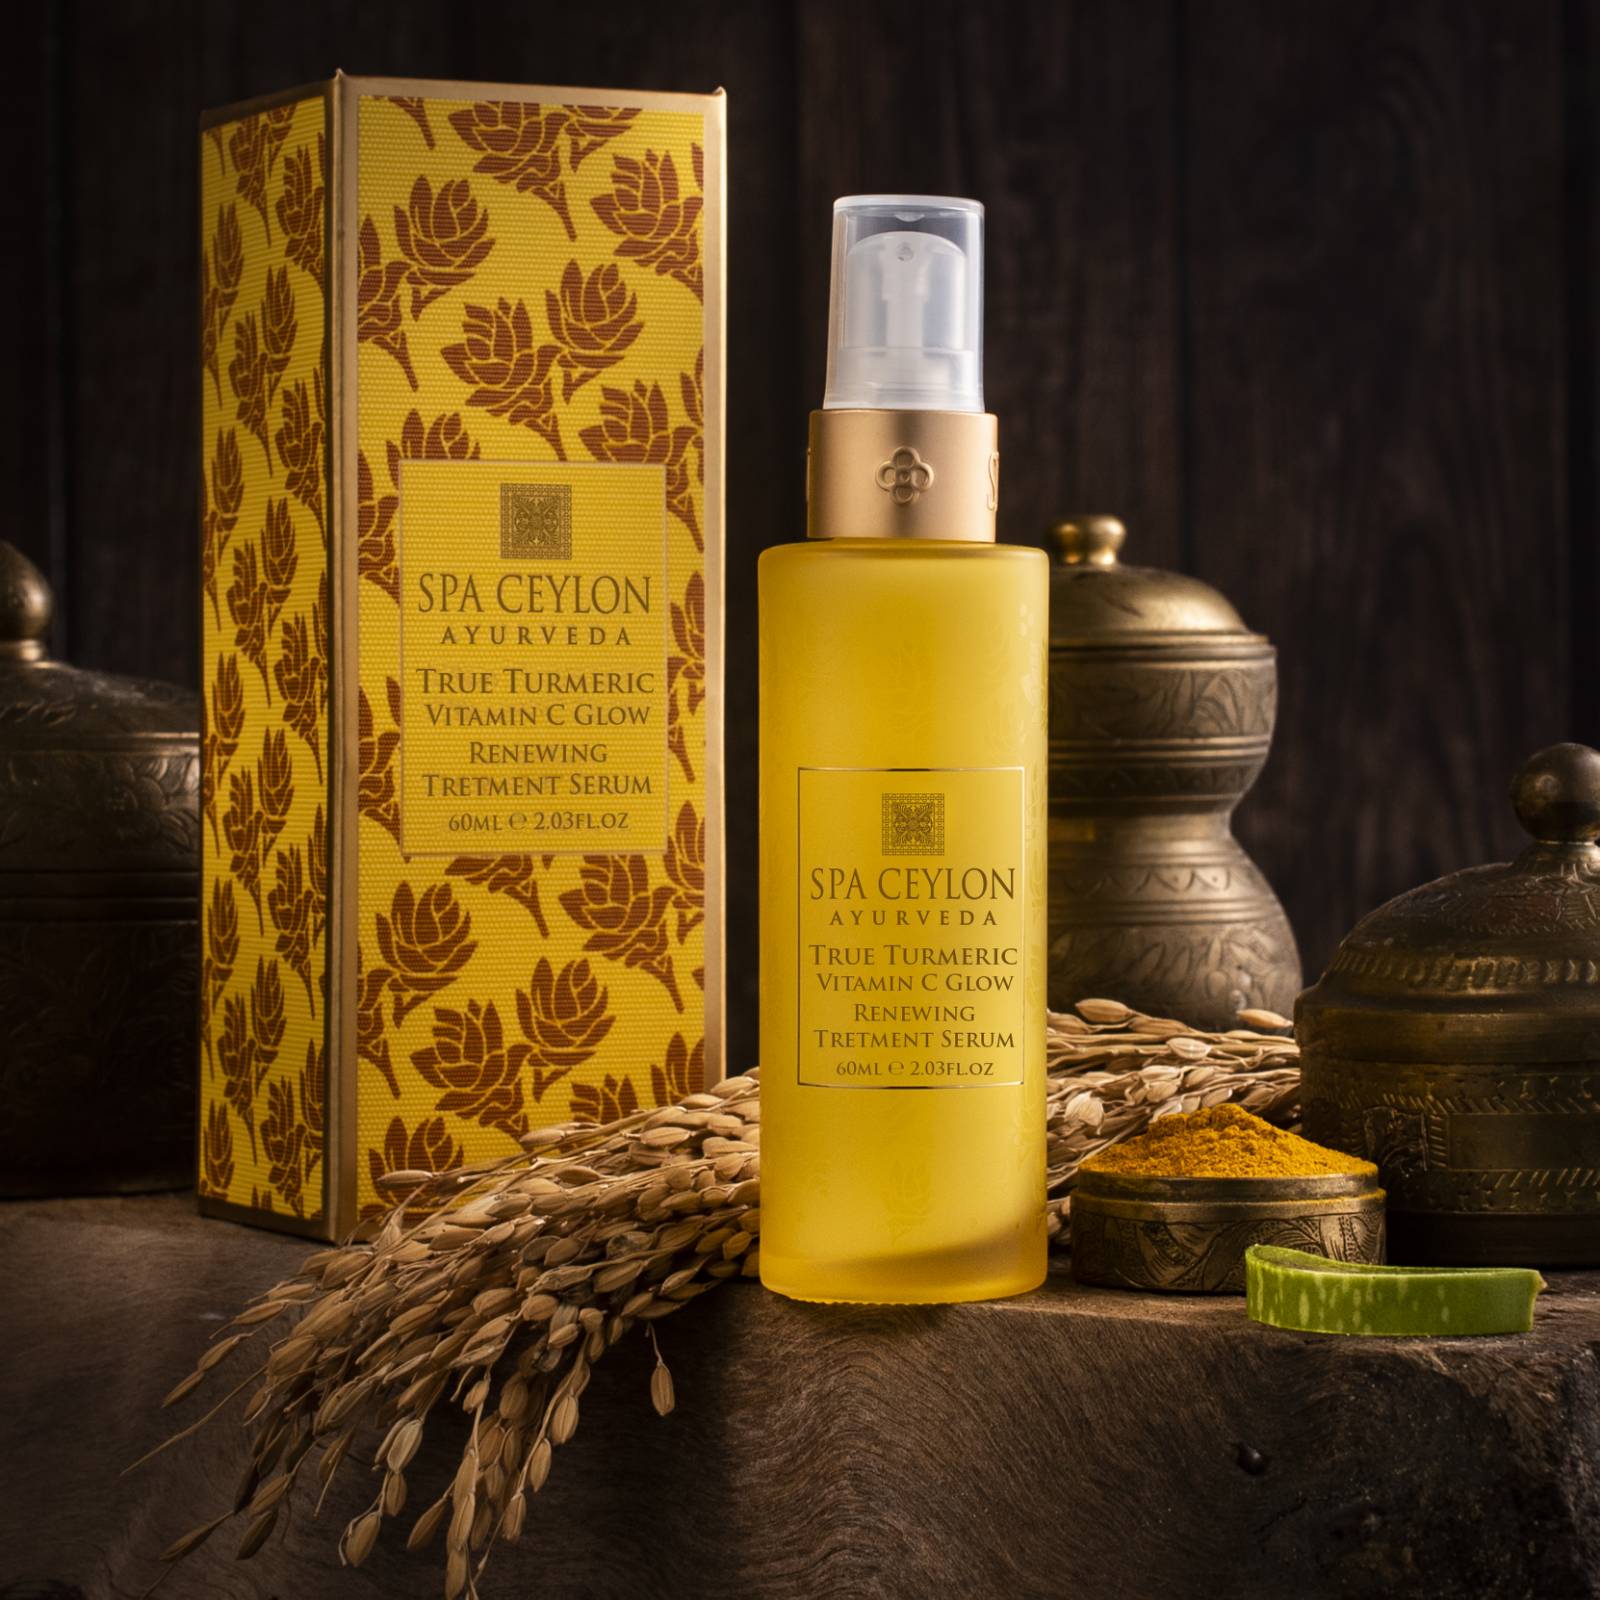 SPA CEYLON
AYURVEDA
TRUE TURMERIC
VITAMIN C GLOW
RENEWING
TRETMENT SERUM
60ML ℮ 2.03FL.OZ
SPA CEYLON
AYURVEDA
TRUE TURMERIC
VITAMIN C GLOW
RENEWING
TRETMENT SERUM
60ML ℮ 2.03FL.OZ